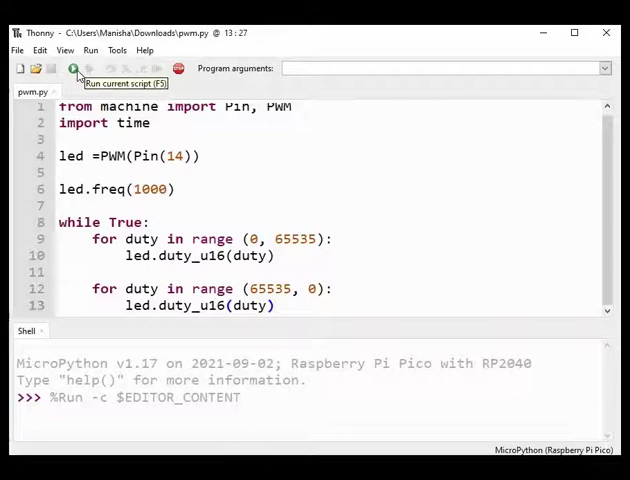 Thonny - C:\Users\Manisha\Downloads\pwm.py @ 13 : 27
File Edit View Run Tools Help
Program arguments:
Run current script (F5)
pwm.py
1 from machine import Pin, PWM
2 import time
3
4 led =PWM(Pin(14))
5
6 led.freq(1000)
7
8 while True:
9 for duty in range (0, 65535):
10 led.duty_u16(duty)
11
12 for duty in range (65535, 0):
13 led.duty_u16(duty)
Shell
MicroPython v1.17 on 2021-09-02; Raspberry Pi Pico with RP2040
Type "help()" for more information.
>>> %Run -c $EDITOR_CONTENT
MicroPython (Raspberry Pi Pico)